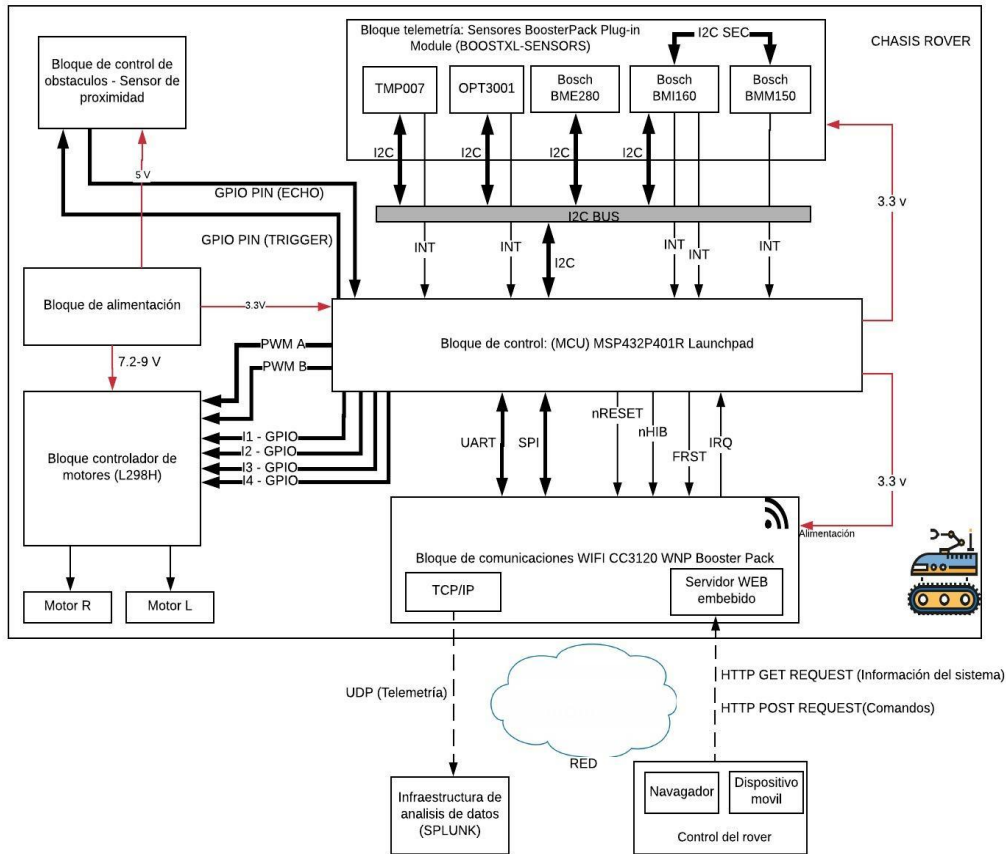 Bloque telemetría: Sensores BoosterPack Plug-in
Module (BOOSTXL-SENSORS)
I2C SEC
CHASIS ROVER
Bloque de control de
obstaculos - Sensor de
proximidad
TMP007
OPT3001
Bosch
BME280
Bosch
BMI160
Bosch
BMM150
I2C
I2C
I2C
I2C
5 V
GPIO PIN (ECHO)
3.3 v
I2C BUS
GPIO PIN (TRIGGER)
INT
INT
I2C
INT
INT
INT
Bloque de alimentación
3.3V
Bloque de control: (MCU) MSP432P401R Launchpad
PWM A
7.2-9 V
PWM B
nRESET
nHIB
I1 - GPIO
I2 - GPIO
I3 - GPIO
I4 - GPIO
UART
SPI
FRST
IRQ
Bloque controlador de
motores (L298H)
3.3 v
Alimentación
Bloque de comunicaciones WIFI CC3120 WNP Booster Pack
TCP/IP
Servidor WEB
embebido
Motor R
Motor L
HTTP GET REQUEST (Información del sistema)
UDP (Telemetría)
HTTP POST REQUEST(Comandos)
RED
Infraestructura de
analisis de datos
(SPLUNK)
Navagador
Dispositivo
movil
Control del rover